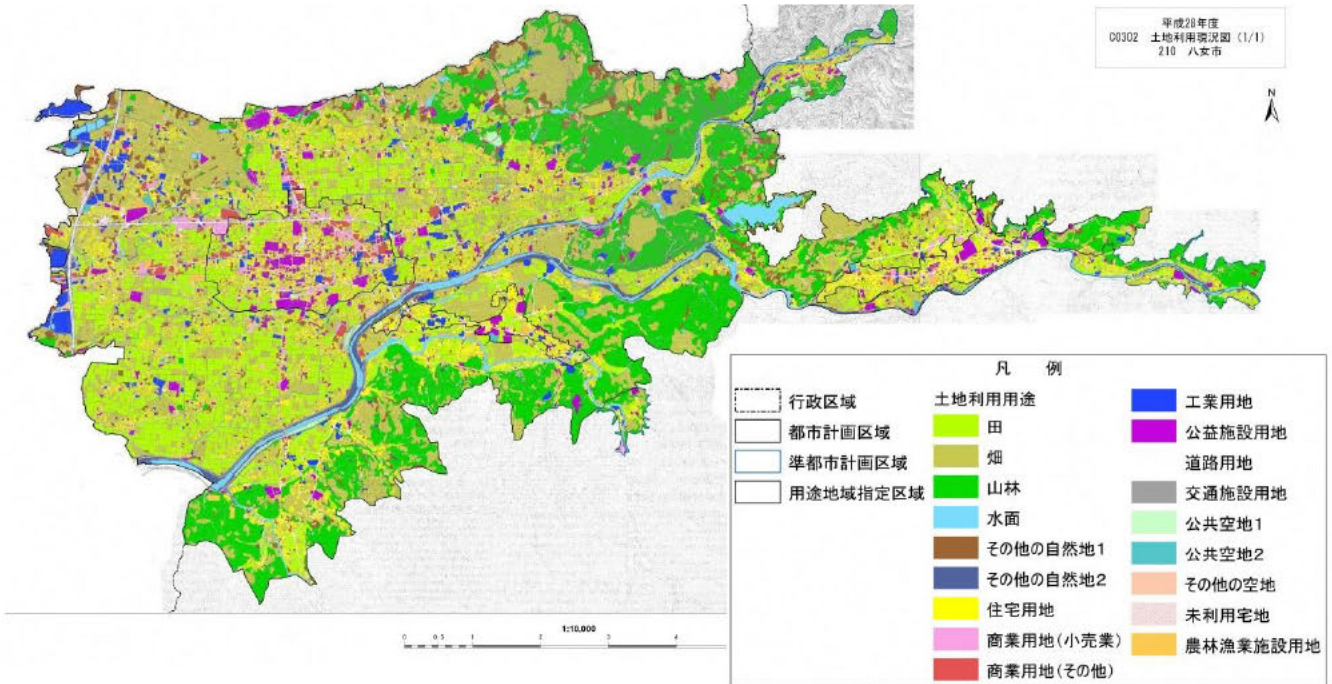 平成28年度
C0302 土地利用現況図 (1/1)
210 八女市
N
1:10,000
0 0.5 1 2 3 4
凡 例
行政区域
都市計画区域
準都市計画区域
用途地域指定区域
土地利用用途
田
畑
山林
水面
その他の自然地1
その他の自然地2
住宅用地
商業用地(小売業)
商業用地(その他)
工業用地
公益施設用地
道路用地
交通施設用地
公共空地1
公共空地2
その他の空地
未利用宅地
農林漁業施設用地